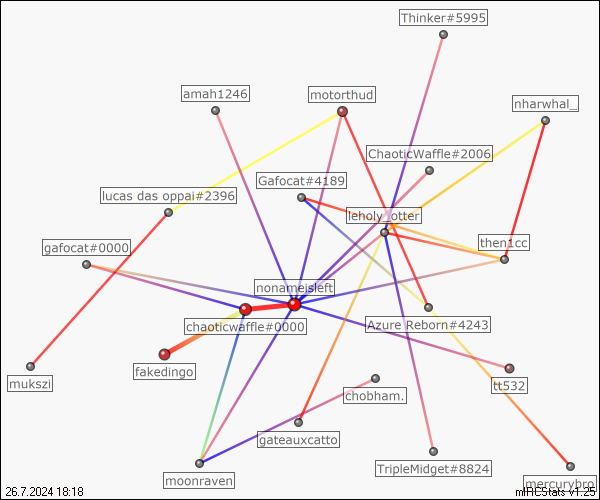 Thinker#5995
amah1246
motorthud
nharwhal_
ChaoticWaffle#2006
Gafocat#4189
lucas das oppai#2396
leholy_otter
gafocat#0000
then1cc
nonameisleft
chaoticwaffle#0000
Azure Reborn#4243
fakedingo
mukszi
tt532
chobham.
gateauxcatto
TripleMidget#8824
moonraven
mercurybro
26.7.2024 18:18
mIRCStats v1.25